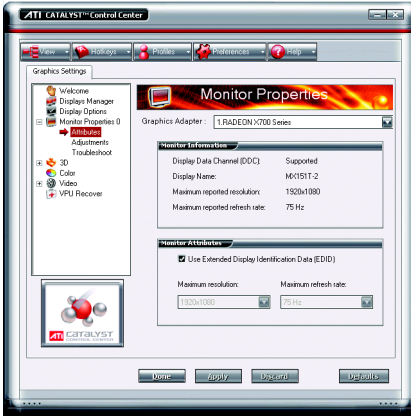 ATI CATALYST™ Control Center
View Hotkeys Profiles Preferences Help
Graphics Settings
Welcome
Displays Manager
Display Options
Monitor Properties 0
Attributes
Adjustments
Troubleshoot
3D
Color
Video
VPU Recover
ATI CATALYST
CONTROL CENTER
Monitor Properties
Graphics Adapter : 1.RADEON X700 Series
Monitor Information
Display Data Channel (DDC): Supported
Display Name: MX151T-2
Maximum reported resolution: 1920x1080
Maximum reported refresh rate: 75 Hz
Monitor Attributes
Use Extended Display Identification Data (EDID)
Maximum resolution: Maximum refresh rate:
1920x1080 75 Hz
Done Apply Discard Defaults